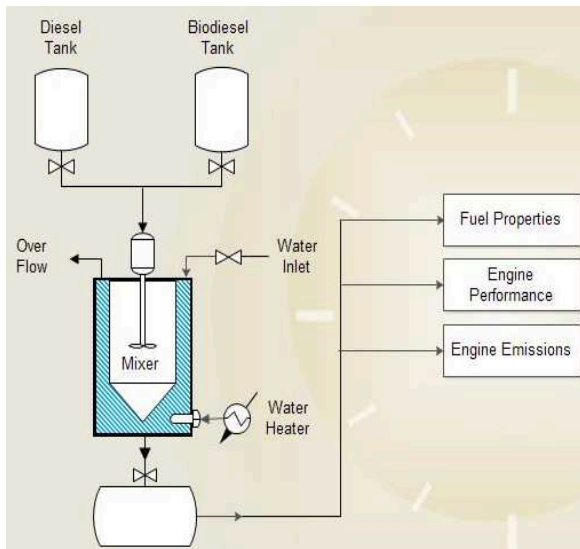 Diesel
Tank
Biodiesel
Tank
Over
Flow
Water
Inlet
Mixer
Water
Heater
Fuel Properties
Engine
Performance
Engine Emissions